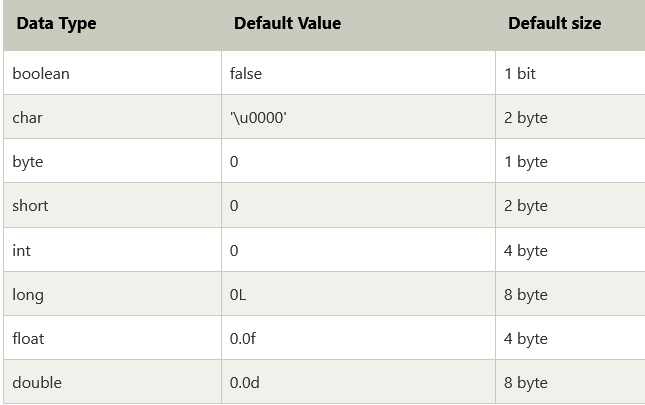 Data Type Default Value Default size
boolean false 1 bit
char '\u0000' 2 byte
byte 0 1 byte
short 0 2 byte
int 0 4 byte
long 0L 8 byte
float 0.0f 4 byte
double 0.0d 8 byte